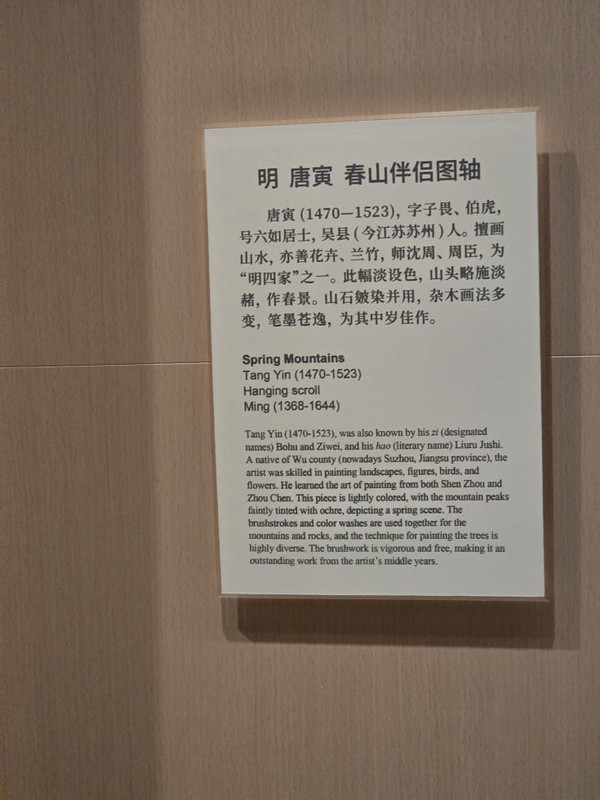 明 唐寅 春山伴侣图轴
唐寅（1470—1523），字子畏、伯虎，
号六如居士，吴县（今江苏苏州）人。擅画
山水，亦善花卉、兰竹，师沈周、周臣，为
“明四家”之一。此幅淡设色，山头略施淡
赭，作春景。山石皴染并用，杂木画法多
变，笔墨苍逸，为其中岁佳作。
Spring Mountains
Tang Yin (1470-1523)
Hanging scroll
Ming (1368-1644)
Tang Yin (1470-1523), was also known by his zi (designated
names) Bohu and Ziwei, and his hao (literary name) Liuru Jushi.
A native of Wu county (nowadays Suzhou, Jiangsu province), the
artist was skilled in painting landscapes, figures, birds, and
flowers. He learned the art of painting from both Shen Zhou and
Zhou Chen. This piece is lightly colored, with the mountain peaks
faintly tinted with ochre, depicting a spring scene. The
brushstrokes and color washes are used together for the
mountains and rocks, and the technique for painting the trees is
highly diverse. The brushwork is vigorous and free, making it an
outstanding work from the artist's middle years.